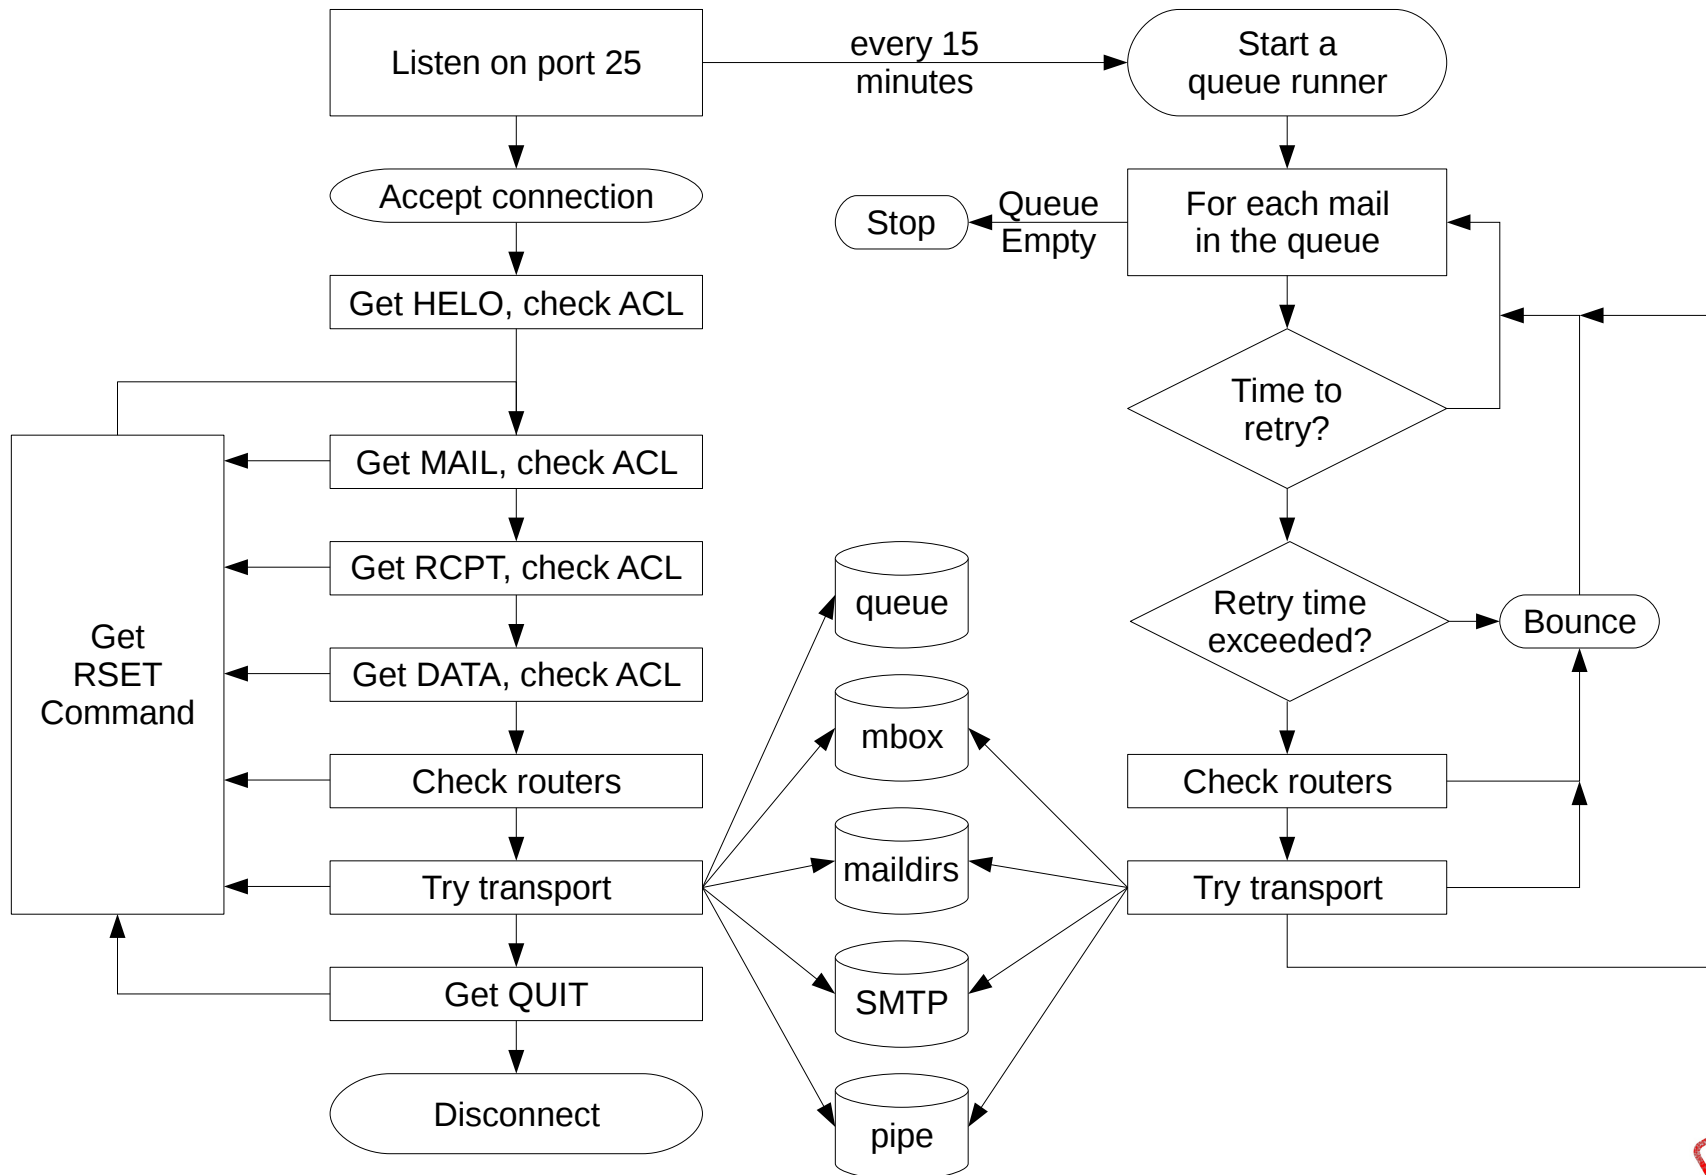 Listen on port 25
every 15
minutes
Start a
queue runner
Accept connection
Stop
Queue
Empty
For each mail
in the queue
Get HELO, check ACL
Time to
retry?
Get MAIL, check ACL
Get RCPT, check ACL
queue
Retry time
exceeded?
Bounce
Get
RSET
Command
Get DATA, check ACL
mbox
Check routers
Check routers
maildirs
Try transport
Try transport
SMTP
Get QUIT
Disconnect
pipe